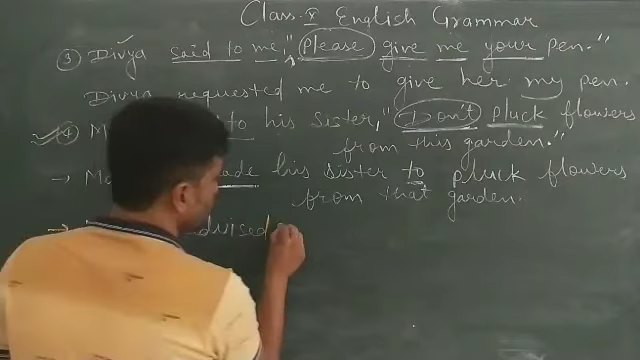 Class-X English Grammar
③ Divya said to me, "Please give me your pen."
Divya requested me to give her my pen.
④ to his sister, "Don't pluck flowers
from this garden."
→ his sister to pluck flowers
from that garden.
→